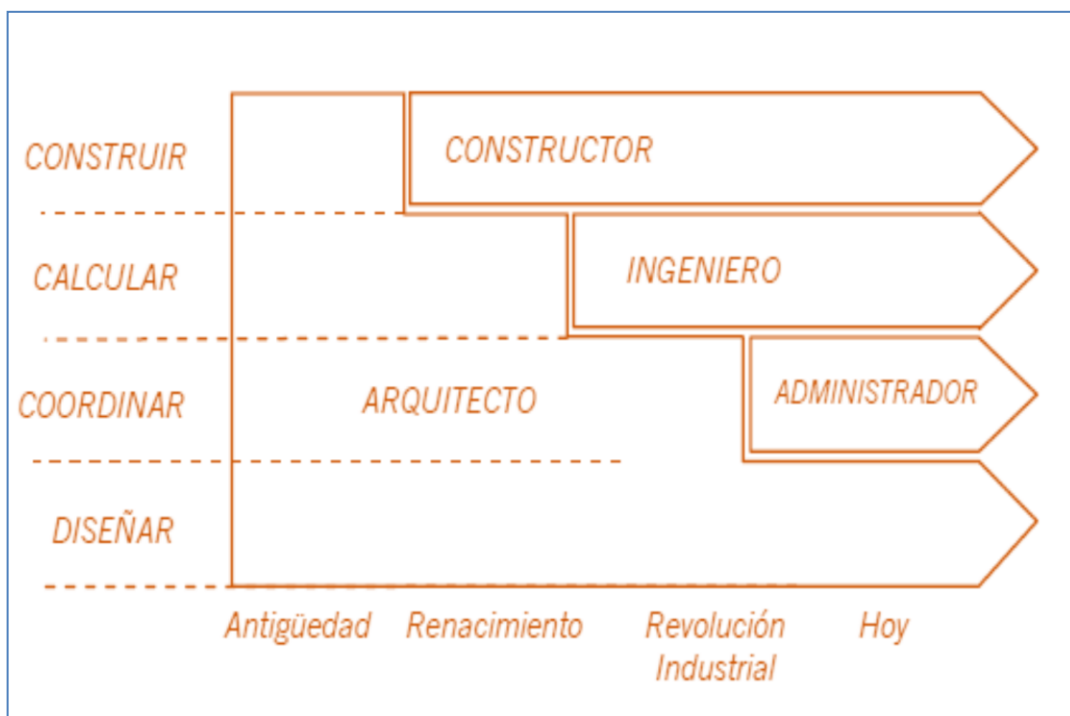 CONSTRUIR
CONSTRUCTOR
CALCULAR
INGENIERO
COORDINAR
ARQUITECTO
ADMINISTRADOR
DISEÑAR
Antigüedad
Renacimiento
Revolución
Industrial
Hoy